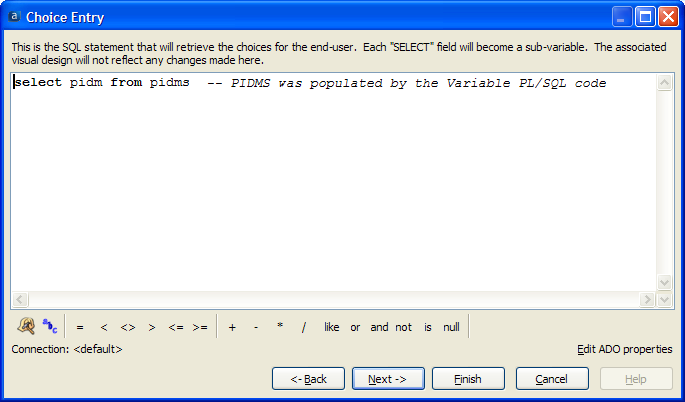 Choice Entry
This is the SQL statement that will retrieve the choices for the end-user. Each "SELECT" field will become a sub-variable. The associated
visual design will not reflect any changes made here.
select pidm from pidms -- PIDMS was populated by the Variable PL/SQL code
= < <> > <= >= + - * / like or and not is null
Connection: <default> Edit ADO properties
<- Back Next -> Finish Cancel Help